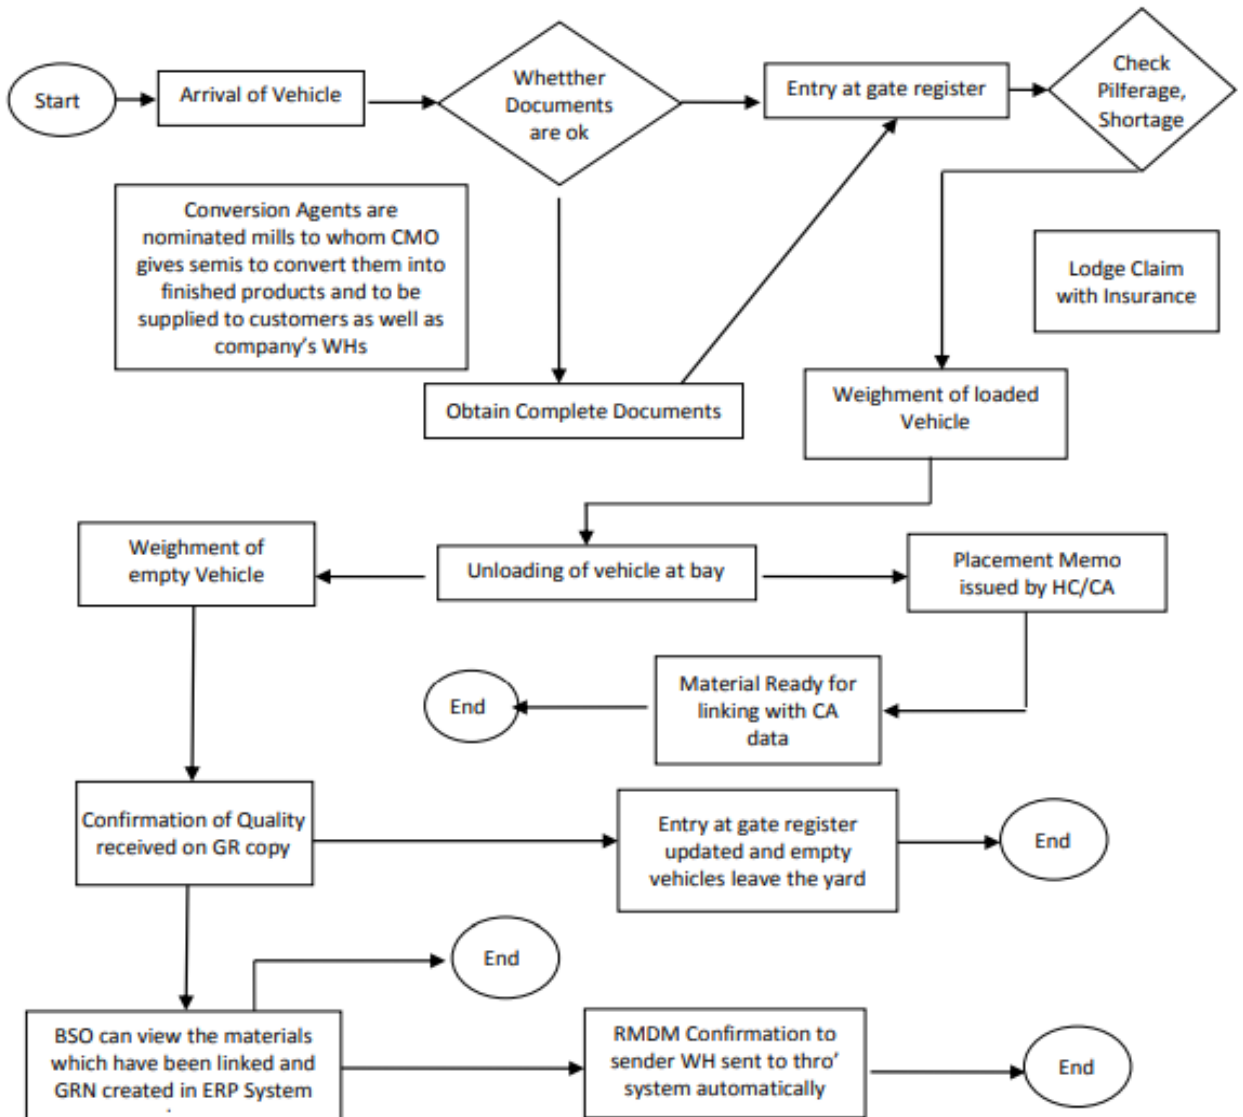 Start
Arrival of Vehicle
Whetther
Documents
are ok
Entry at gate register
Check
Pilferage,
Shortage
Conversion Agents are
nominated mills to whom CMO
gives semis to convert them into
finished products and to be
supplied to customers as well as
company's WHs
Lodge Claim
with Insurance
Obtain Complete Documents
Weighment of loaded
Vehicle
Weighment of
empty Vehicle
Unloading of vehicle at bay
Placement Memo
issued by HC/CA
End
Material Ready for
linking with CA
data
Confirmation of Quality
received on GR copy
Entry at gate register
updated and empty
vehicles leave the yard
End
End
BSO can view the materials
which have been linked and
GRN created in ERP System
RMDM Confirmation to
sender WH sent to thro'
system automatically
End